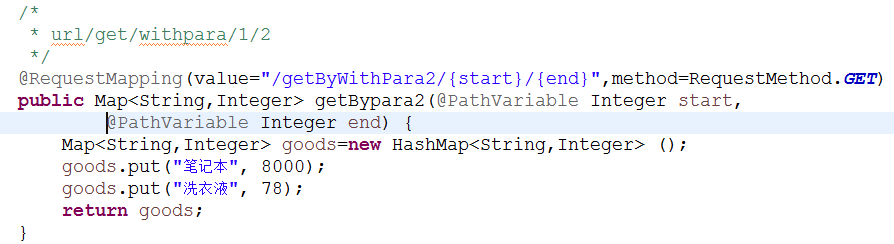 /*
 * url/get/withpara/1/2
 */
@RequestMapping(value="/getByWithPara2/{start}/{end}",method=RequestMethod.GET)
public Map<String,Integer> getBypara2(@PathVariable Integer start,
        @PathVariable Integer end) {
    Map<String,Integer> goods=new HashMap<String,Integer> ();
    goods.put("笔记本", 8000);
    goods.put("洗衣液", 78);
    return goods;
}